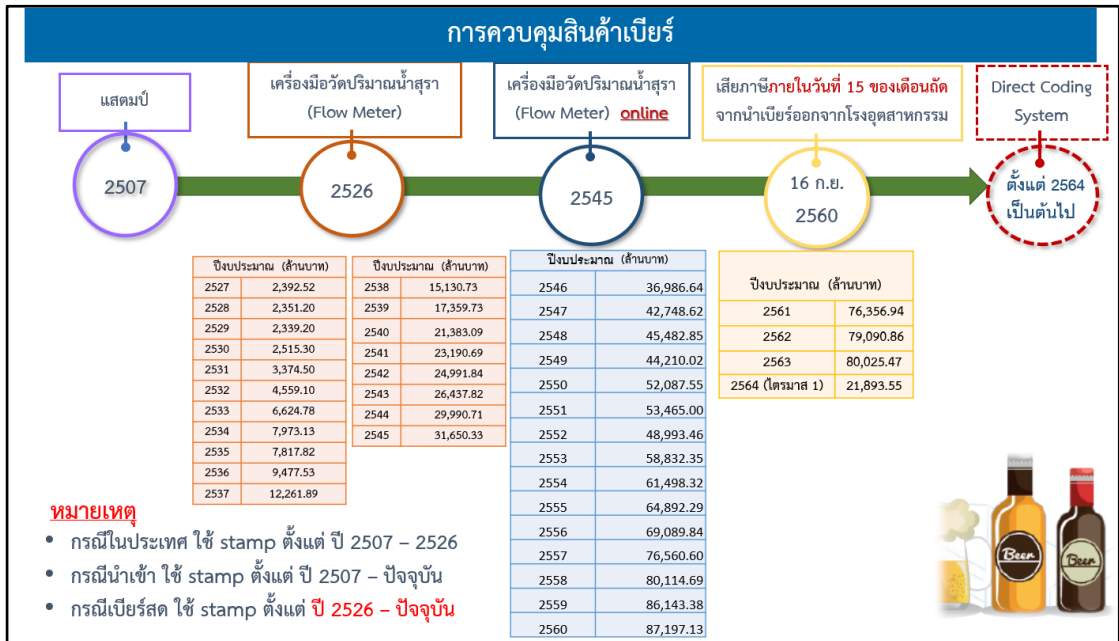 การควบคุมสินค้าเบียร์
แสตมป์
เครื่องมือวัดปริมาณน้ำสุรา
(Flow Meter)
เครื่องมือวัดปริมาณน้ำสุรา
(Flow Meter) online
เสียภาษีภายในวันที่ 15 ของเดือนถัด
จากนำเบียร์ออกจากโรงอุตสาหกรรม
Direct Coding
System
2507
2526
2545
16 ก.ย.
2560
ตั้งแต่ 2564
เป็นต้นไป
ปีงบประมาณ (ล้านบาท)
2527 2,392.52
2528 2,351.20
2529 2,339.20
2530 2,515.30
2531 3,374.50
2532 4,559.10
2533 6,624.78
2534 7,973.13
2535 7,817.82
2536 9,477.53
2537 12,261.89
ปีงบประมาณ (ล้านบาท)
2538 15,130.73
2539 17,359.73
2540 21,383.09
2541 23,190.69
2542 24,991.84
2543 26,437.82
2544 29,990.71
2545 31,650.33
ปีงบประมาณ (ล้านบาท)
2546 36,986.64
2547 42,748.62
2548 45,482.85
2549 44,210.02
2550 52,087.55
2551 53,465.00
2552 48,993.46
2553 58,832.35
2554 61,498.32
2555 64,892.29
2556 69,089.84
2557 76,560.60
2558 80,114.69
2559 86,143.38
2560 87,197.13
ปีงบประมาณ (ล้านบาท)
2561 76,356.94
2562 79,090.86
2563 80,025.47
2564 (ไตรมาส 1) 21,893.55
หมายเหตุ
• กรณีในประเทศ ใช้ stamp ตั้งแต่ ปี 2507 – 2526
• กรณีนำเข้า ใช้ stamp ตั้งแต่ ปี 2507 – ปัจจุบัน
• กรณีเบียร์สด ใช้ stamp ตั้งแต่ ปี 2526 – ปัจจุบัน
Beer
Beer